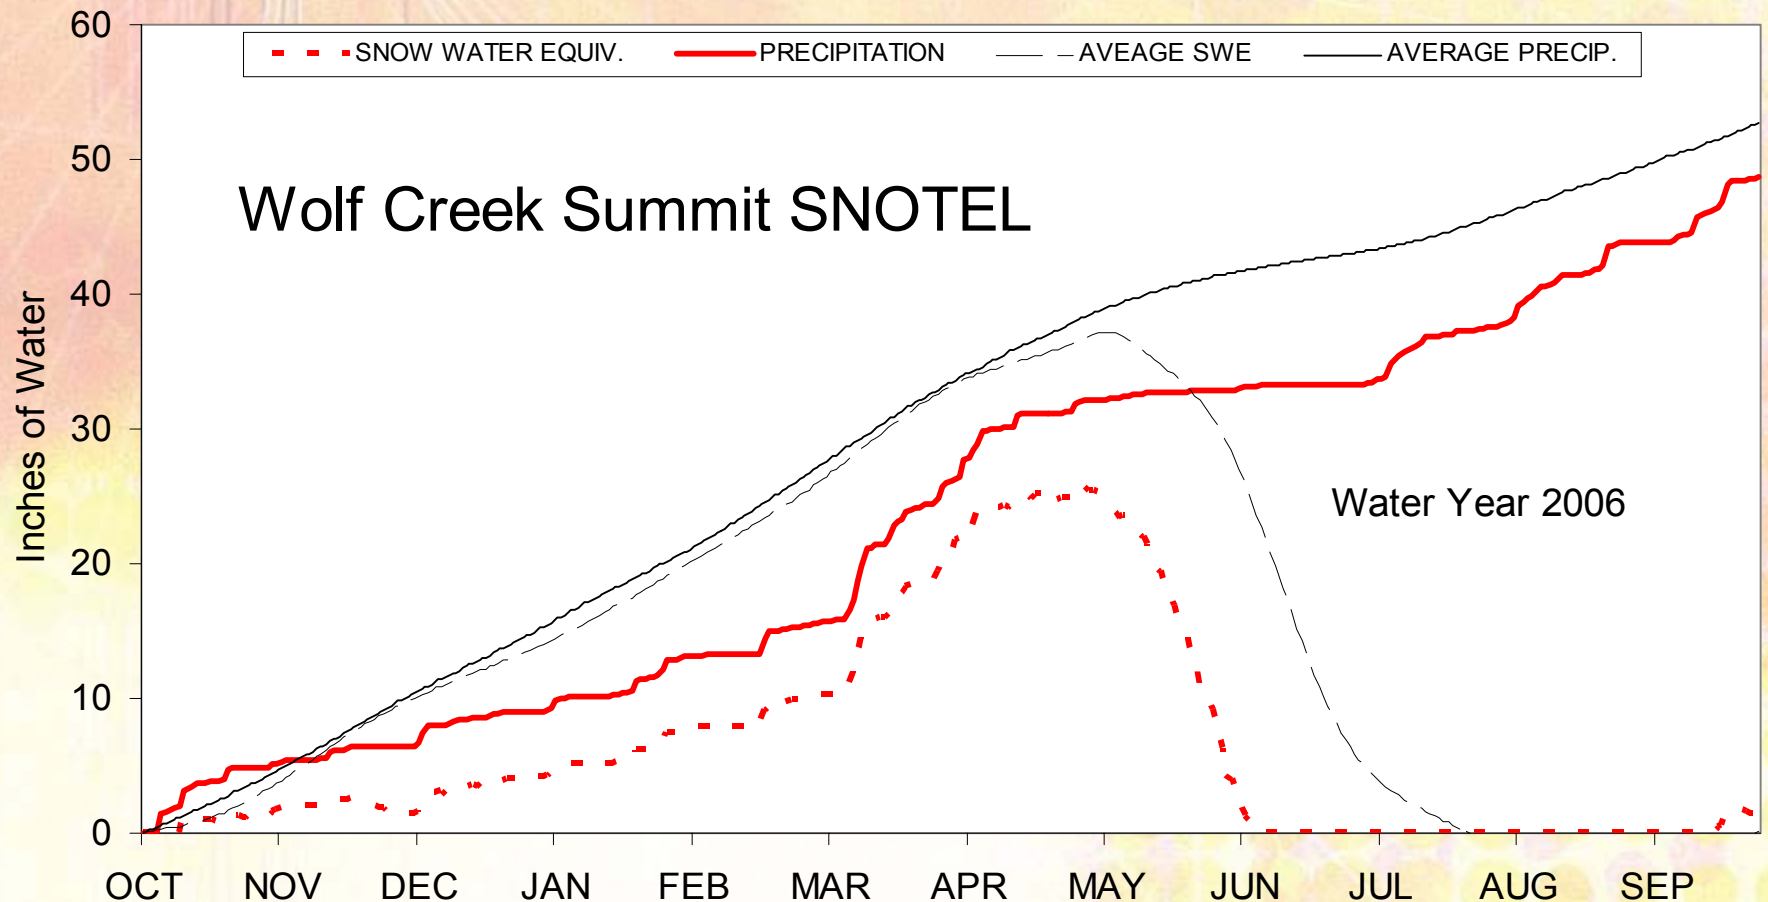 60
SNOW WATER EQUIV. PRECIPITATION AVEAGE SWE AVERAGE PRECIP.
50
Wolf Creek Summit SNOTEL
40
Inches of Water
30
Water Year 2006
20
10
0
OCT NOV DEC JAN FEB MAR APR MAY JUN JUL AUG SEP